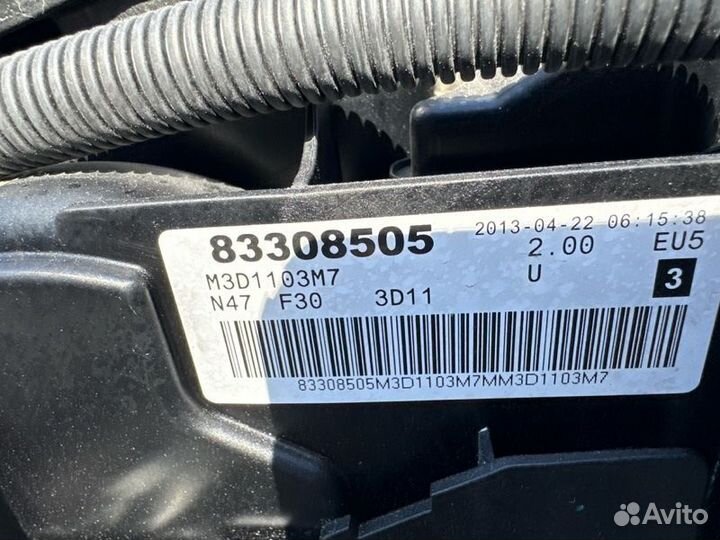 83308505 2013-04-22 06:15:38
M3D1103M7 2.00 EU5
N47 F30 3D11 U 3
83308505M3D1103M7MM3D1103M7
Avito